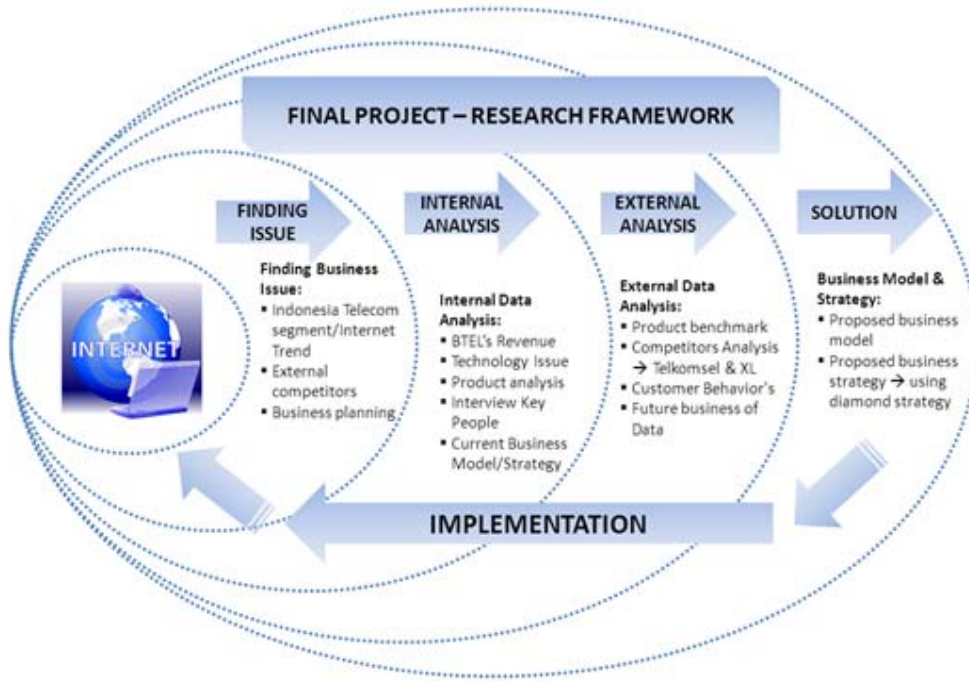 FINAL PROJECT – RESEARCH FRAMEWORK
FINDING
ISSUE
INTERNAL
ANALYSIS
EXTERNAL
ANALYSIS
SOLUTION
INTERNET
Finding Business
Issue:
▪ Indonesia Telecom
segment/Internet
Trend
▪ External
competitors
▪ Business planning
Internal Data
Analysis:
▪ BTEL's Revenue
▪ Technology Issue
▪ Product analysis
▪ Interview Key
People
▪ Current Business
Model/Strategy
External Data
Analysis:
▪ Product benchmark
▪ Competitors Analysis
→ Telkomsel & XL
▪ Customer Behavior's
▪ Future business of
Data
Business Model &
Strategy:
▪ Proposed business
model
▪ Proposed business
strategy → using
diamond strategy
IMPLEMENTATION